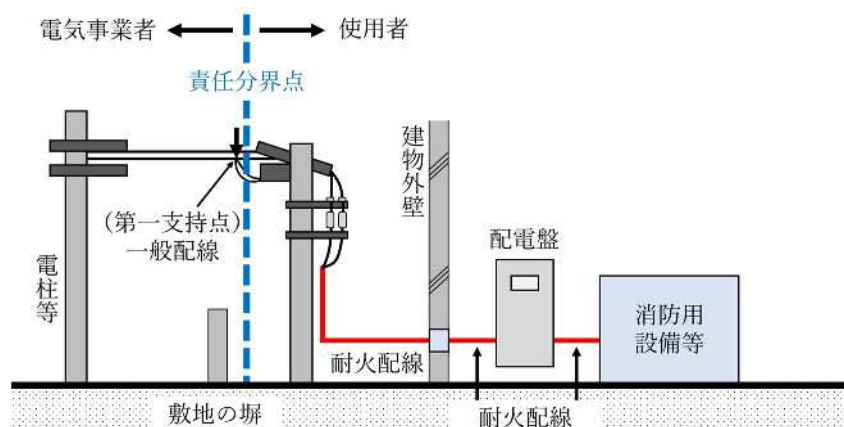 電気事業者
使用者
責任分界点
(第一支持点)
一般配線
電柱等
建物外壁
配電盤
消防用
設備等
耐火配線
敷地の塀
耐火配線